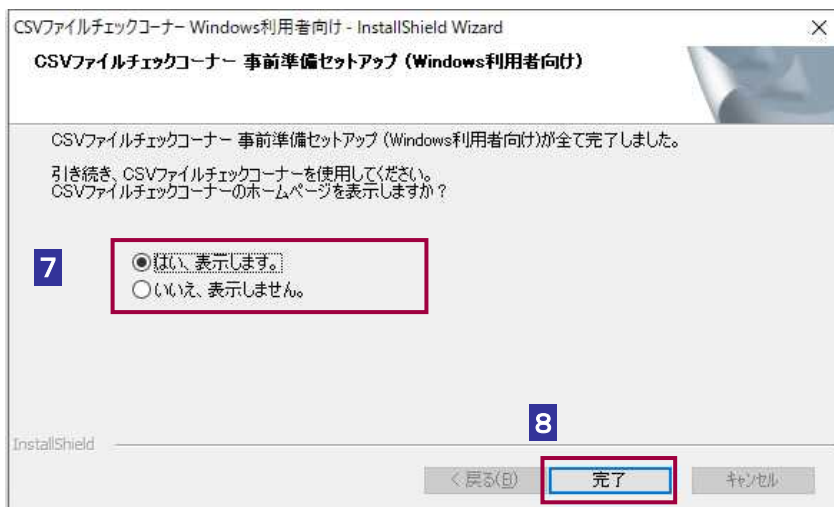 CSVファイルチェックコーナー Windows利用者向け - InstallShield Wizard
CSVファイルチェックコーナー 事前準備セットアップ (Windows利用者向け)
CSVファイルチェックコーナー 事前準備セットアップ (Windows利用者向け)が全て完了しました。
引き続き、CSVファイルチェックコーナーを使用してください。
CSVファイルチェックコーナーのホームページを表示しますか?
7
はい、表示します。
いいえ、表示しません。
8
InstallShield
< 戻る(B)
完了
キャンセル